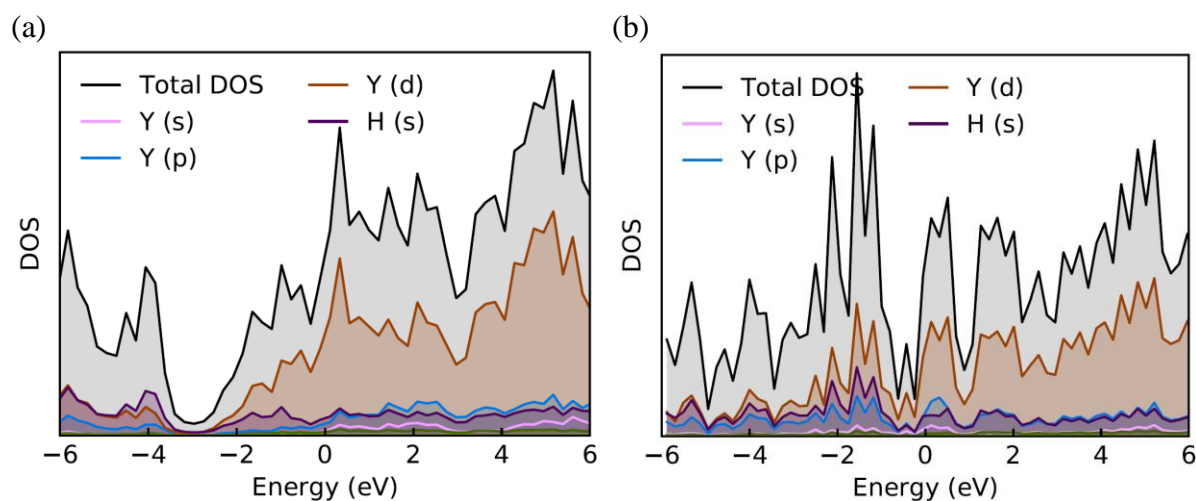 (a)
Total DOS
Y (s)
Y (p)
Y (d)
H (s)
DOS
−6 −4 −2 0 2 4 6
Energy (eV)
(b)
Total DOS
Y (s)
Y (p)
Y (d)
H (s)
DOS
−6 −4 −2 0 2 4 6
Energy (eV)